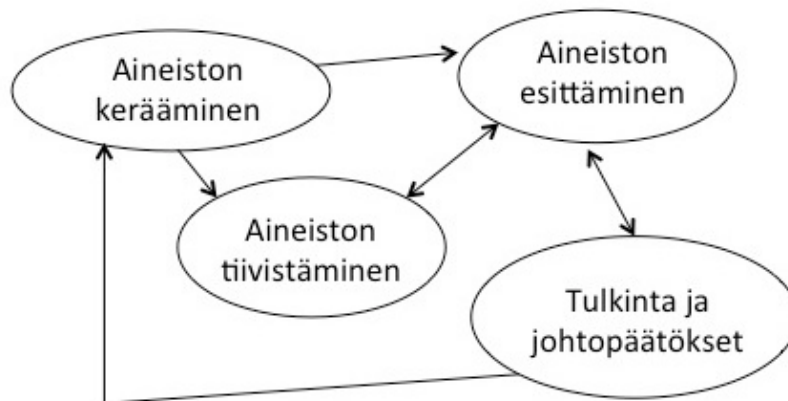 Aineiston
kerääminen
Aineiston
esittäminen
Aineiston
tiivistäminen
Tulkinta ja
johtopäätökset